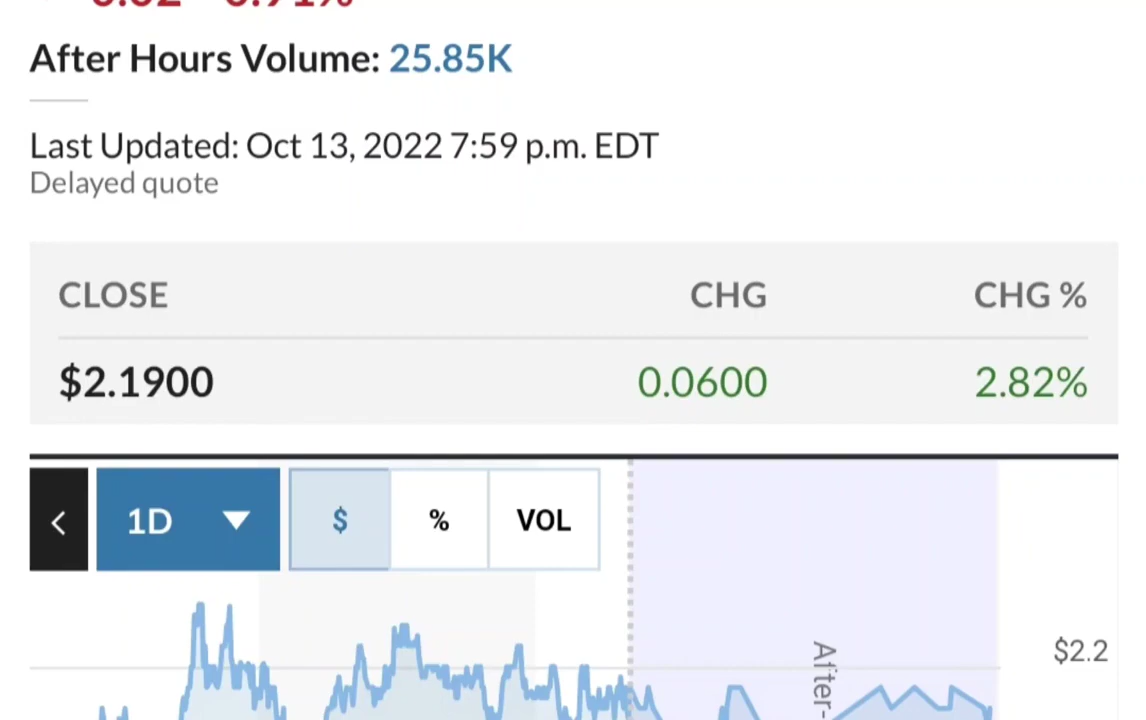 After Hours Volume: 25.85K
Last Updated: Oct 13, 2022 7:59 p.m. EDT
Delayed quote
CLOSE CHG CHG %
$2.1900 0.0600 2.82%
1D $ % VOL
After-
$2.2